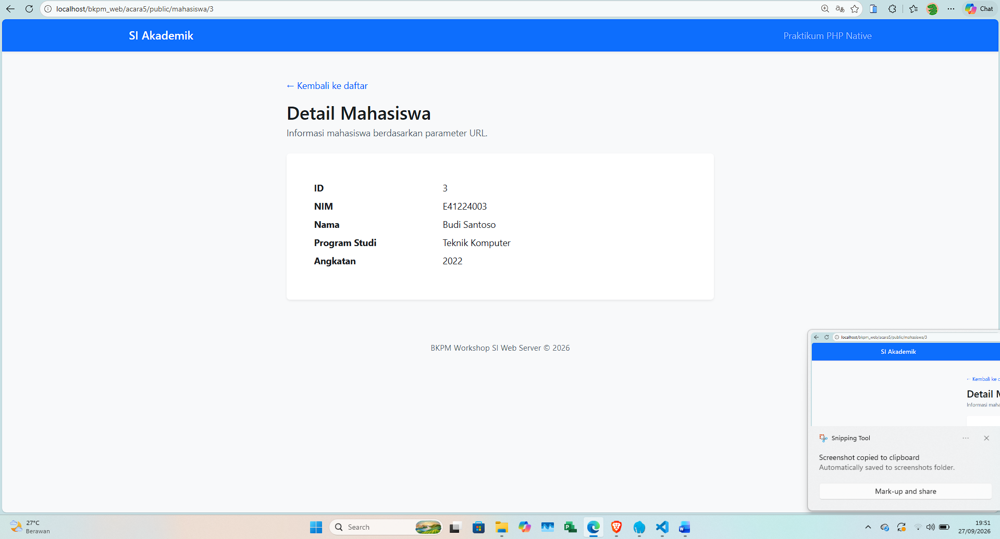 localhost/bkpm_web/acara5/public/mahasiswa/3
Chat
SI Akademik
Praktikum PHP Native
← Kembali ke daftar
Detail Mahasiswa
Informasi mahasiswa berdasarkan parameter URL.
ID 3
NIM E41224003
Nama Budi Santoso
Program Studi Teknik Komputer
Angkatan 2022
BKPM Workshop SI Web Server © 2026
localhost/bkpm_web/acara5/public/mahasiswa/3
SI Akademik
← Kembali ke
Detail
Informasi
Snipping Tool
Screenshot copied to clipboard
Automatically saved to screenshots folder.
Mark-up and share
27°C
Berawan
Search
19:51
27/09/2026